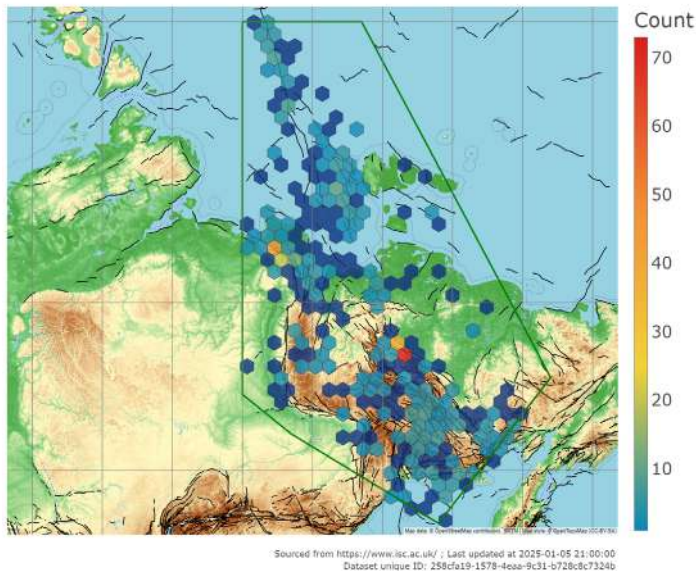 Count
70
60
50
40
30
20
10
Sourced from https://www.isc.ac.uk/ ; Last updated at 2025-01-05 21:00:00
Dataset unique ID: 258cfa19-1578-4eaa-9c31-b728c8c7324b